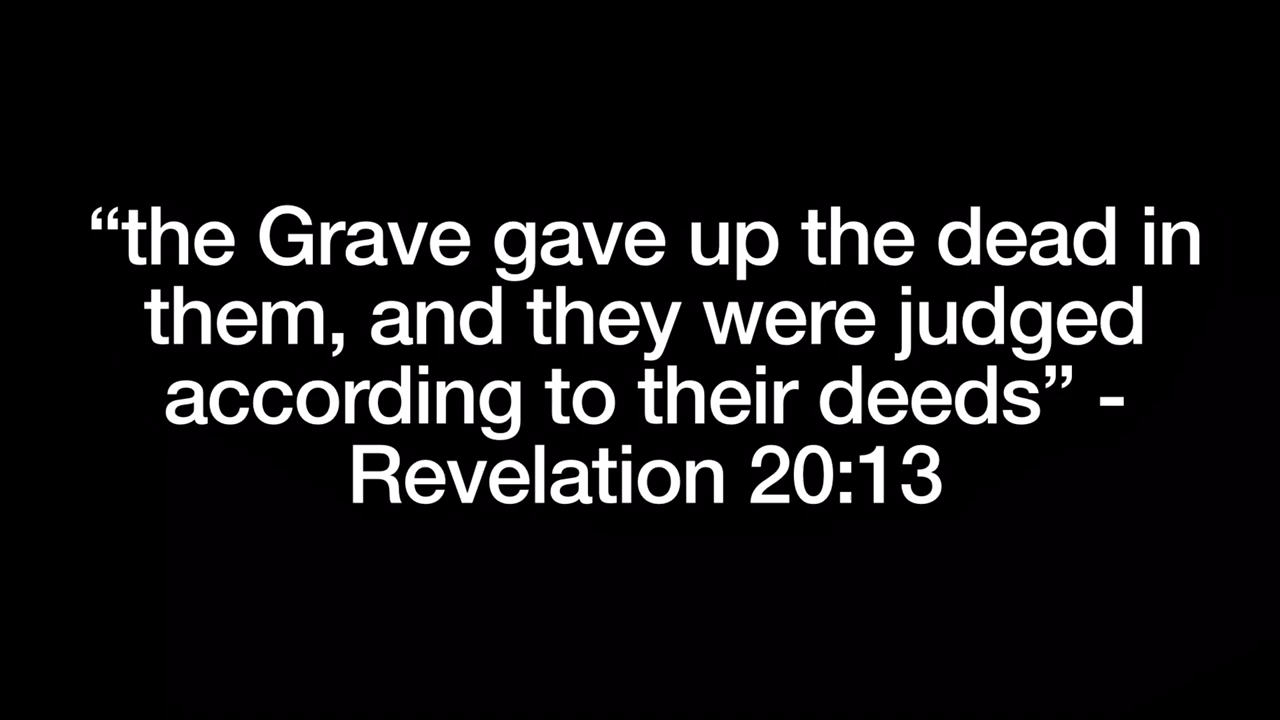 “the Grave gave up the dead in
them, and they were judged
according to their deeds” -
Revelation 20:13